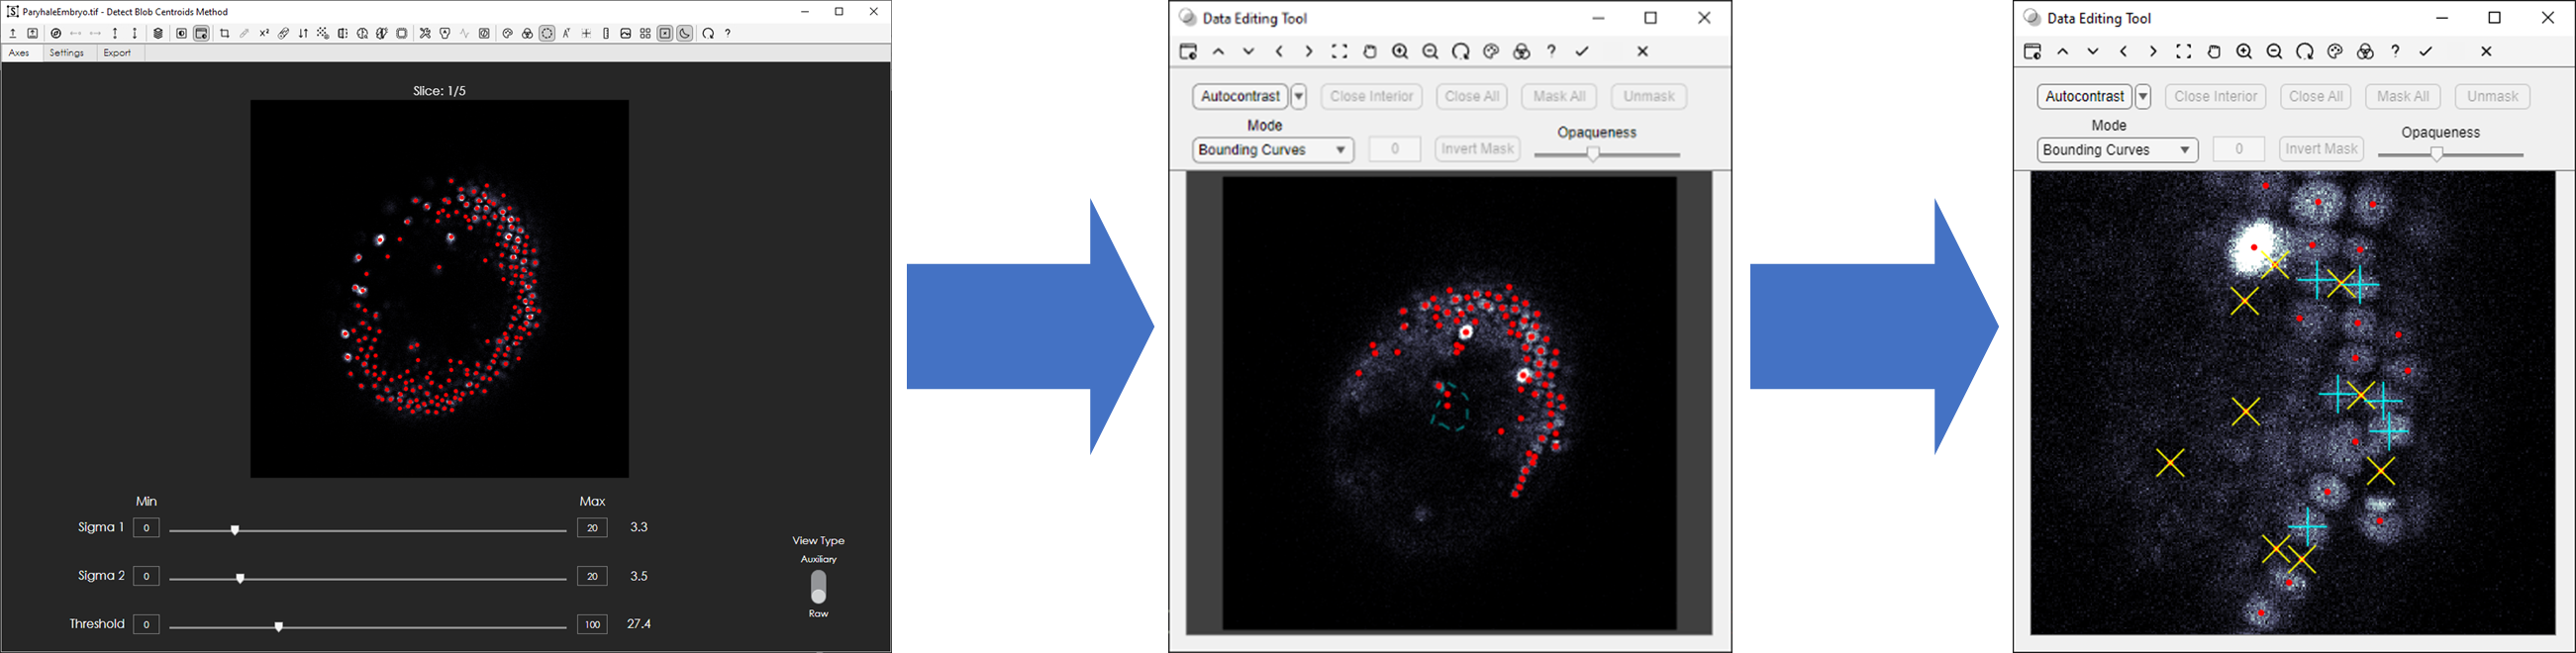 ParyhaleEmbryo.tif - Detect Blob Centroids Method
Axes Settings Export
Slice: 1/5
Min Max
Sigma 1 0 20 3.3
Sigma 2 0 20 3.5
Threshold 0 100 27.4
View Type
Auxiliary
Raw
Data Editing Tool
Autocontrast Close Interior Close All Mask All Unmask
Mode Opaqueness
Bounding Curves 0 Invert Mask
Data Editing Tool
Autocontrast Close Interior Close All Mask All Unmask
Mode Opaqueness
Bounding Curves 0 Invert Mask